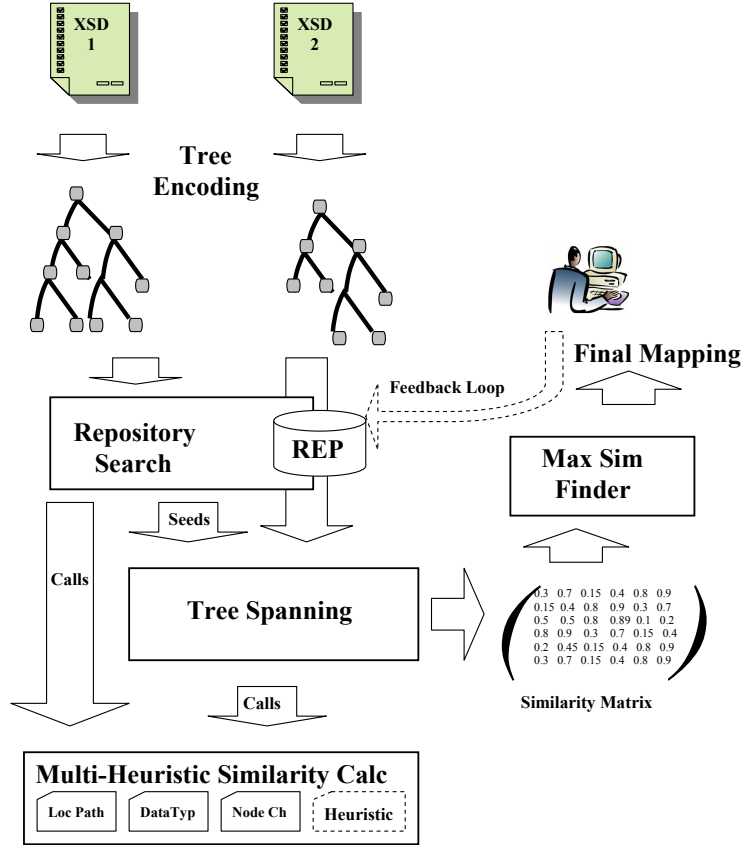 XSD
1
XSD
2
Tree
Encoding
Final Mapping
Feedback Loop
Repository
Search
REP
Max Sim
Finder
Seeds
Calls
Tree Spanning
0.3 0.7 0.15 0.4 0.8 0.9
0.15 0.4 0.8 0.9 0.3 0.7
0.5 0.5 0.8 0.89 0.1 0.2
0.8 0.9 0.3 0.7 0.15 0.4
0.2 0.45 0.15 0.4 0.8 0.9
0.3 0.7 0.15 0.4 0.8 0.9
Similarity Matrix
Calls
Multi-Heuristic Similarity Calc
Loc Path
DataTyp
Node Ch
Heuristic